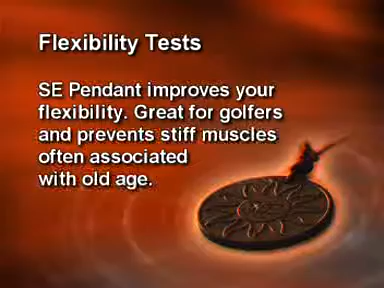 Flexibility Tests
SE Pendant improves your
flexibility. Great for golfers
and prevents stiff muscles
often associated
with old age.